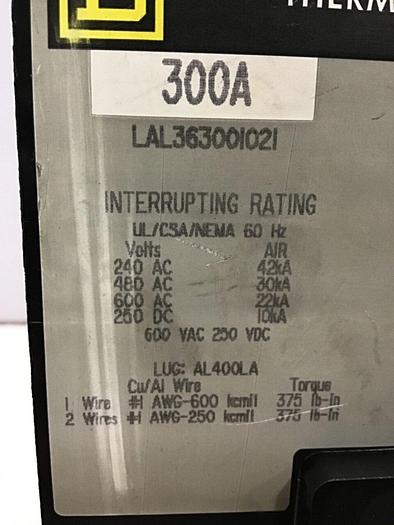 THERM
300A
LAL363001021
INTERRUPTING RATING
UL/CSA/NEMA 60 Hz
Volts AIR
240 AC 42kA
480 AC 30kA
600 AC 22kA
250 DC 10kA
600 VAC 250 VDC
LUG: AL400LA
Cu/Al Wire Torque
1 Wire #1 AWG-600 kcmil 375 lb-in
2 Wires #1 AWG-250 kcmil 375 lb-in